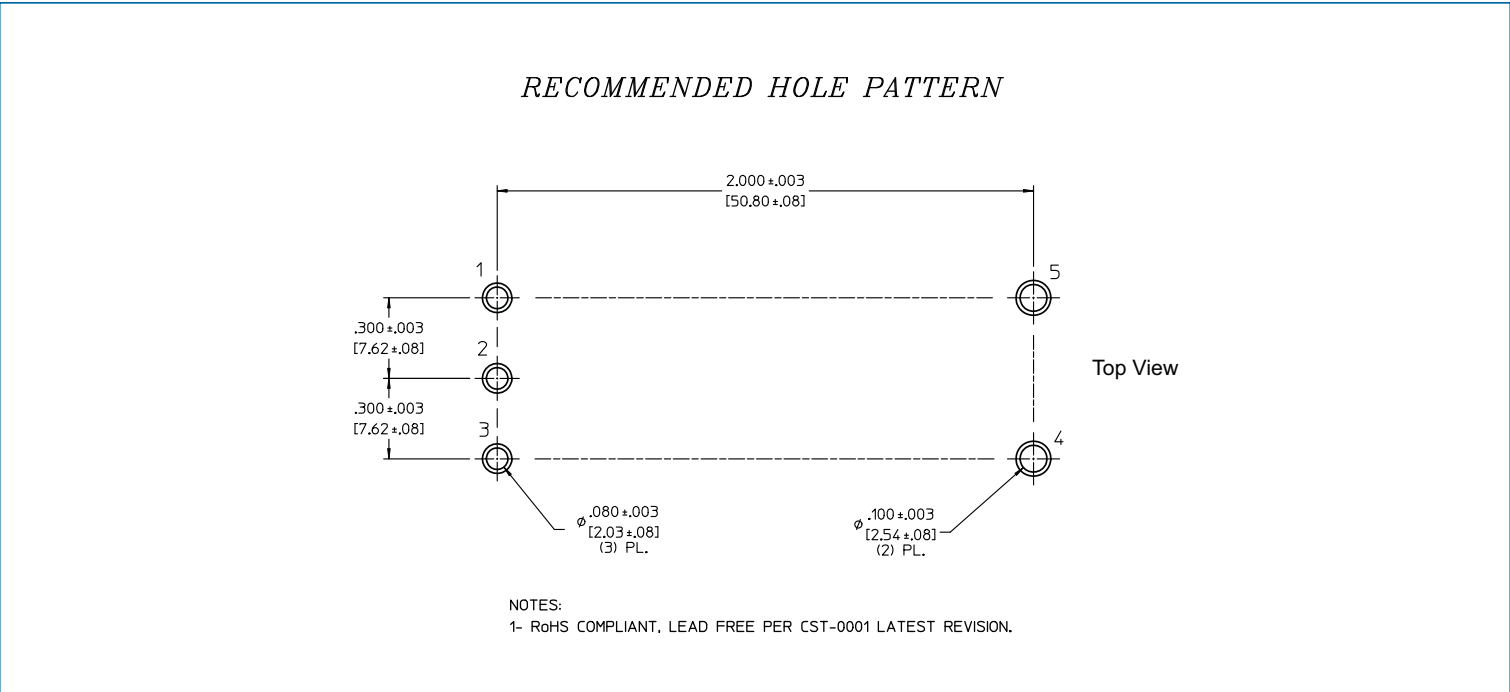 RECOMMENDED HOLE PATTERN
2.000±.003
[50.80±.08]
1
5
.300±.003
[7.62±.08]
2
Top View
.300±.003
[7.62±.08]
3
4
ø .080±.003
[2.03±.08]
(3) PL.
ø .100±.003
[2.54±.08]
(2) PL.
NOTES:
1- RoHS COMPLIANT, LEAD FREE PER CST-0001 LATEST REVISION.